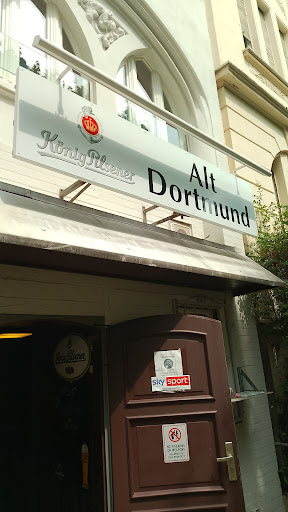 König Pilsener
Alt
Dortmund
sky sport